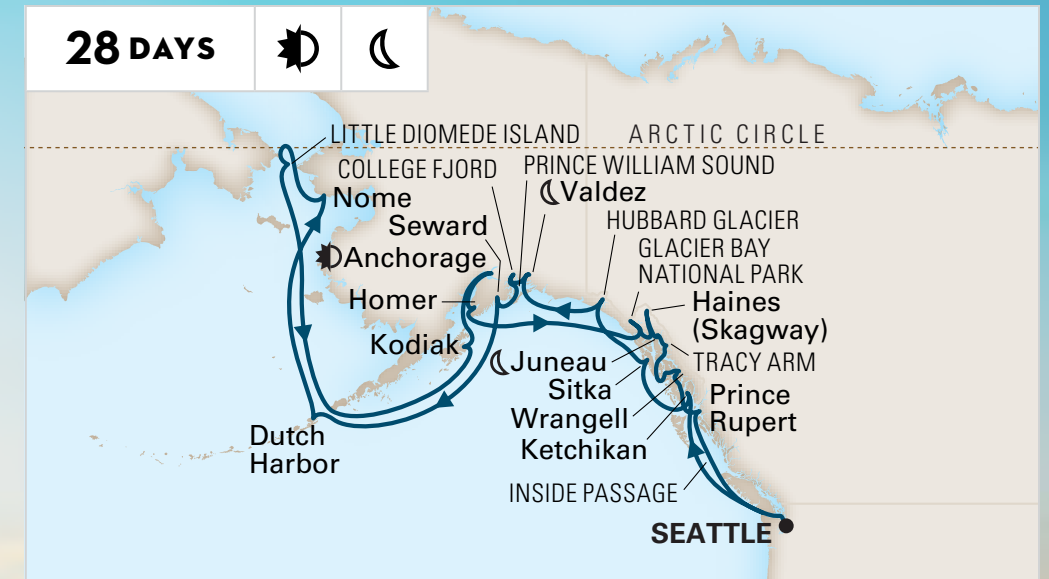 28 DAYS
LITTLE DIOMEDE ISLAND
ARCTIC CIRCLE
COLLEGE FJORD
PRINCE WILLIAM SOUND
Nome
Valdez
Seward
HUBBARD GLACIER
Anchorage
GLACIER BAY
NATIONAL PARK
Homer
Haines
(Skagway)
Kodiak
Juneau
TRACY ARM
Sitka
Prince
Rupert
Wrangell
Ketchikan
Dutch
Harbor
INSIDE PASSAGE
SEATTLE